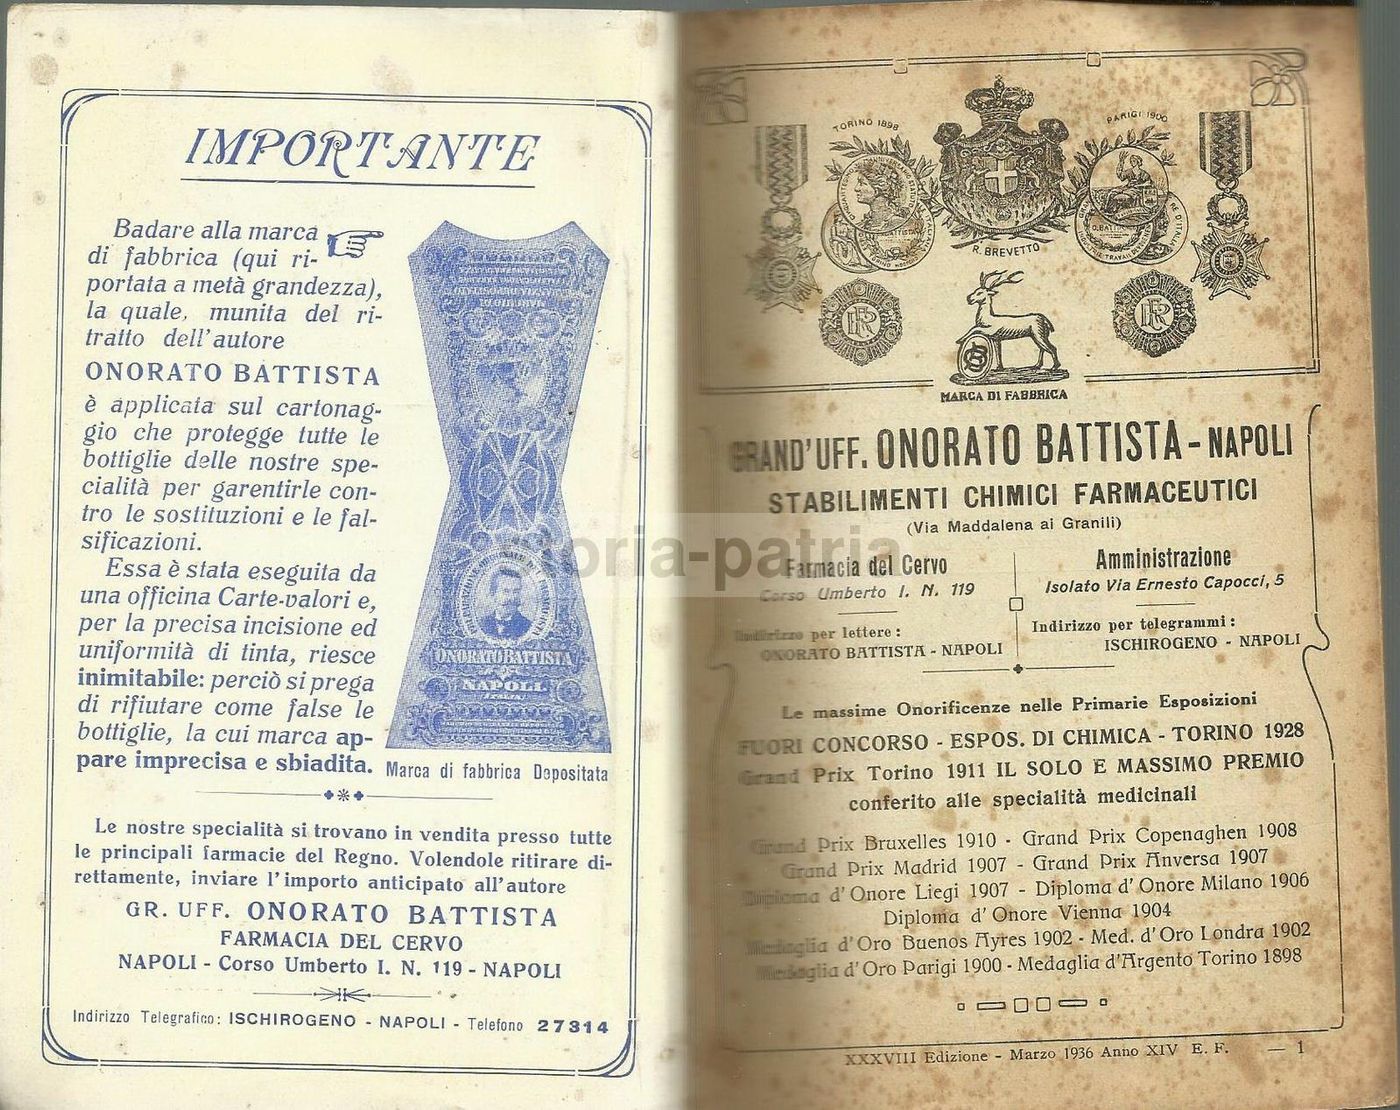 IMPORTANTE
Badare alla marca
di fabbrica (qui ri-
portata a metà grandezza),
la quale, munita del ri-
tratto dell'autore
ONORATO BATTISTA
è applicata sul cartonag-
gio che protegge tutte le
bottiglie delle nostre spe-
cialità per garentirle con-
tro le sostituzioni e le fal-
sificazioni.
Essa è stata eseguita da
una officina Carte-valori e,
per la precisa incisione ed
uniformità di tinta, riesce
inimitabile: perciò si prega
di rifiutare come false le
bottiglie, la cui marca ap-
pare imprecisa e sbiadita.
ONORATO BATTISTA
NAPOLI
ITALIA
Marca di fabbrica Depositata
Le nostre specialità si trovano in vendita presso tutte
le principali farmacie del Regno. Volendole ritirare di-
rettamente, inviare l'importo anticipato all'autore
GR. UFF. ONORATO BATTISTA
FARMACIA DEL CERVO
NAPOLI - Corso Umberto I. N. 119 - NAPOLI
Indirizzo Telegrafico: ISCHIROGENO - NAPOLI - Telefono 27314
TORINO 1898
PARIGI 1900
R. BREVETTO
MARCA DI FABBRICA
GRAND'UFF. ONORATO BATTISTA - NAPOLI
STABILIMENTI CHIMICI FARMACEUTICI
(Via Maddalena ai Granili)
Farmacia del Cervo
Corso Umberto I. N. 119
Amministrazione
Isolato Via Ernesto Capocci, 5
Indirizzo per lettere:
ONORATO BATTISTA - NAPOLI
Indirizzo per telegrammi:
ISCHIROGENO - NAPOLI
storia-patria
Le massime Onorificenze nelle Primarie Esposizioni
FUORI CONCORSO - ESPOS. DI CHIMICA - TORINO 1928
Grand Prix Torino 1911 IL SOLO E MASSIMO PREMIO
conferito alle specialità medicinali
Grand Prix Bruxelles 1910 - Grand Prix Copenaghen 1908
Grand Prix Madrid 1907 - Grand Prix Anversa 1907
Diploma d'Onore Liegi 1907 - Diploma d'Onore Milano 1906
Diploma d'Onore Vienna 1904
Medaglia d'Oro Buenos Ayres 1902 - Med. d'Oro Londra 1902
Medaglia d'Oro Parigi 1900 - Medaglia d'Argento Torino 1898
XXXVIII Edizione - Marzo 1936 Anno XIV E. F. — 1